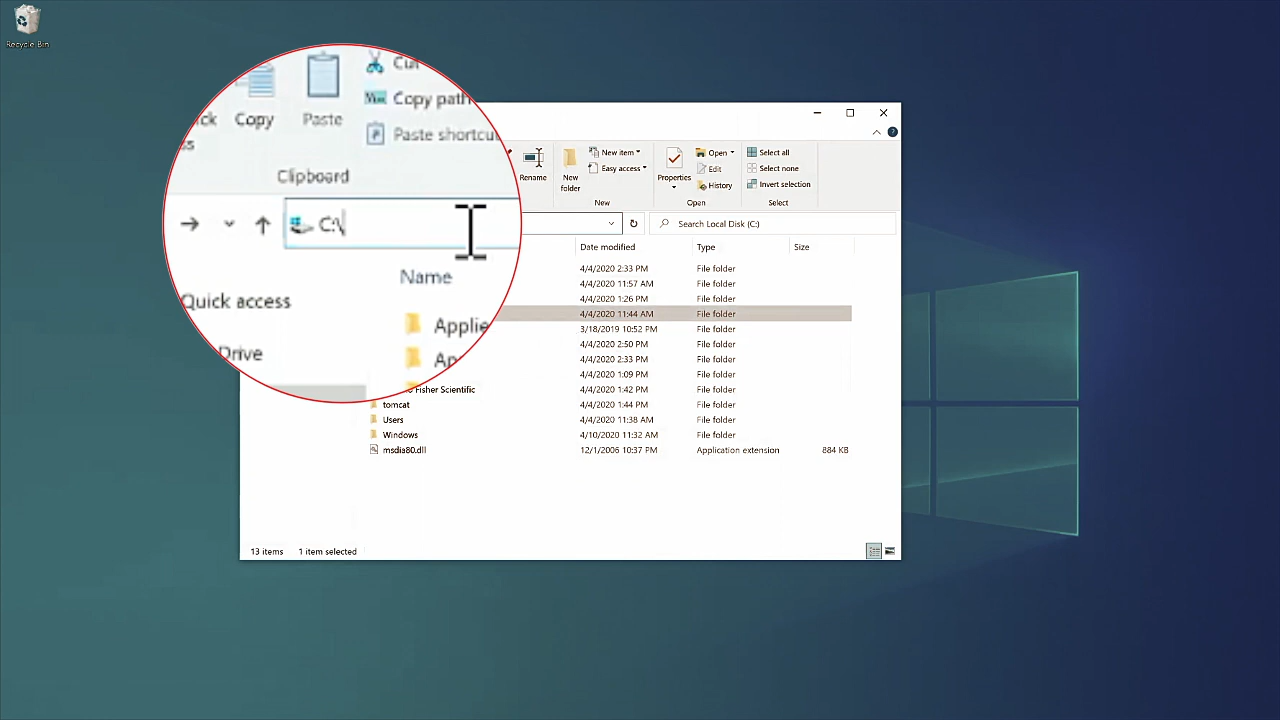 Recycle Bin
Cut
Copy path
Copy
Paste
Paste shortcu
Clipboard
C:\
Name
Quick access
Applie
Ap
Drive
Rename
New folder
New item
Easy access
New
Properties
Open
Edit
History
Open
Select all
Select none
Invert selection
Select
Search Local Disk (C:)
Date modified Type Size
4/4/2020 2:33 PM File folder
4/4/2020 11:57 AM File folder
4/4/2020 1:26 PM File folder
4/4/2020 11:44 AM File folder
3/18/2019 10:52 PM File folder
4/4/2020 2:50 PM File folder
4/4/2020 2:33 PM File folder
4/4/2020 1:09 PM File folder
o Fisher Scientific 4/4/2020 1:42 PM File folder
tomcat 4/4/2020 1:44 PM File folder
Users 4/4/2020 11:38 AM File folder
Windows 4/10/2020 11:32 AM File folder
msdia80.dll 12/1/2006 10:37 PM Application extension 884 KB
13 items 1 item selected